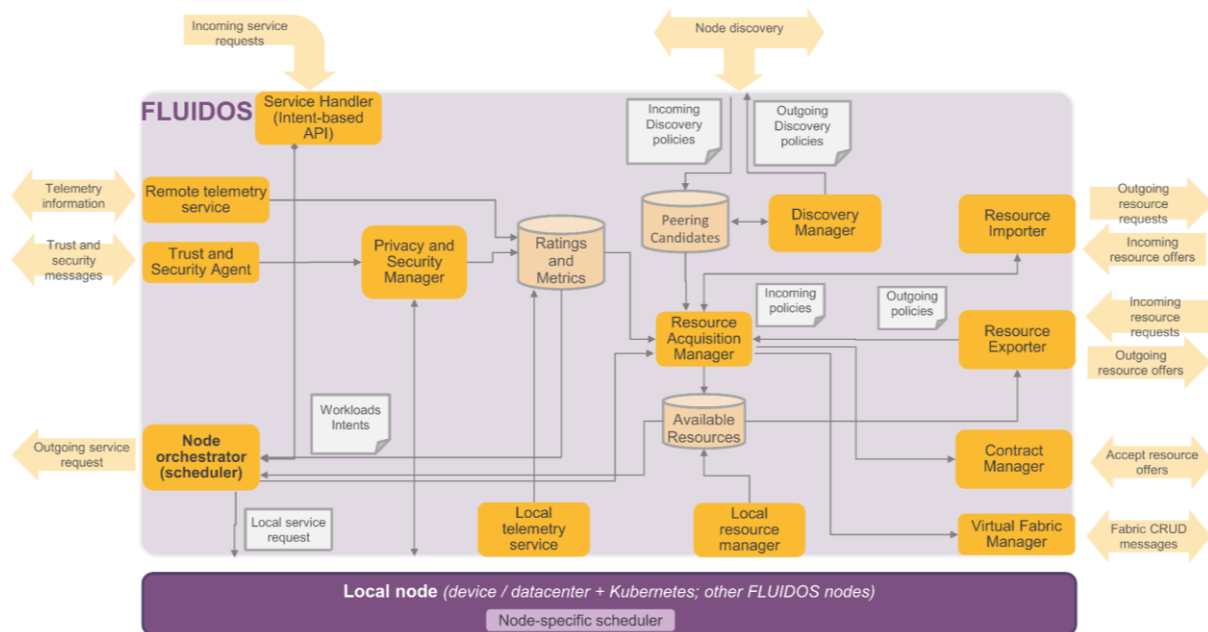 Incoming service
requests
Node discovery
FLUIDOS
Service Handler
(Intent-based
API)
Incoming
Discovery
policies
Outgoing
Discovery
policies
Telemetry
information
Remote telemetry
service
Trust and
security
messages
Trust and
Security Agent
Privacy and
Security
Manager
Ratings
and
Metrics
Peering
Candidates
Discovery
Manager
Resource
Importer
Outgoing
resource
requests
Incoming
resource offers
Incoming
policies
Outgoing
policies
Resource
Acquisition
Manager
Resource
Exporter
Incoming
resource
requests
Outgoing
resource offers
Workloads
Intents
Available
Resources
Outgoing service
request
Node
orchestrator
(scheduler)
Contract
Manager
Accept resource
offers
Local service
request
Local
telemetry
service
Local
resource
manager
Virtual Fabric
Manager
Fabric CRUD
messages
Local node (device / datacenter + Kubernetes; other FLUIDOS nodes)
Node-specific scheduler